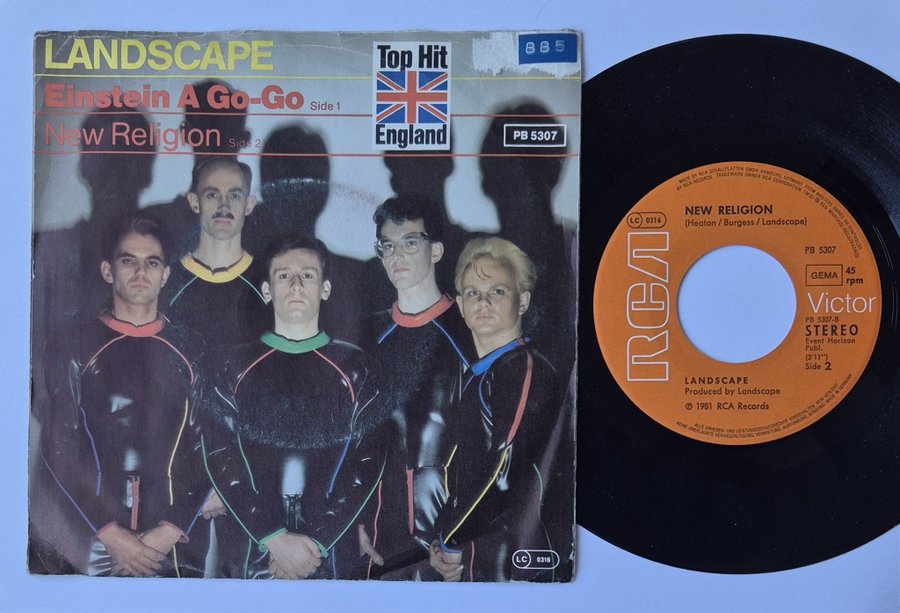 LANDSCAPE
Einstein A Go-Go Side 1
New Religion Side 2
Top Hit
England
885
PB 5307
LC 0316
NEW RELIGION
(Heaton / Burgess / Landscape)
LC 0316
PB 5307
GEMA
45
rpm
RCA
Victor
PB 5307-B
STEREO
Event Horizon
Publ.
(3'11")
Side 2
LANDSCAPE
Produced by Landscape
℗ 1981 RCA Records